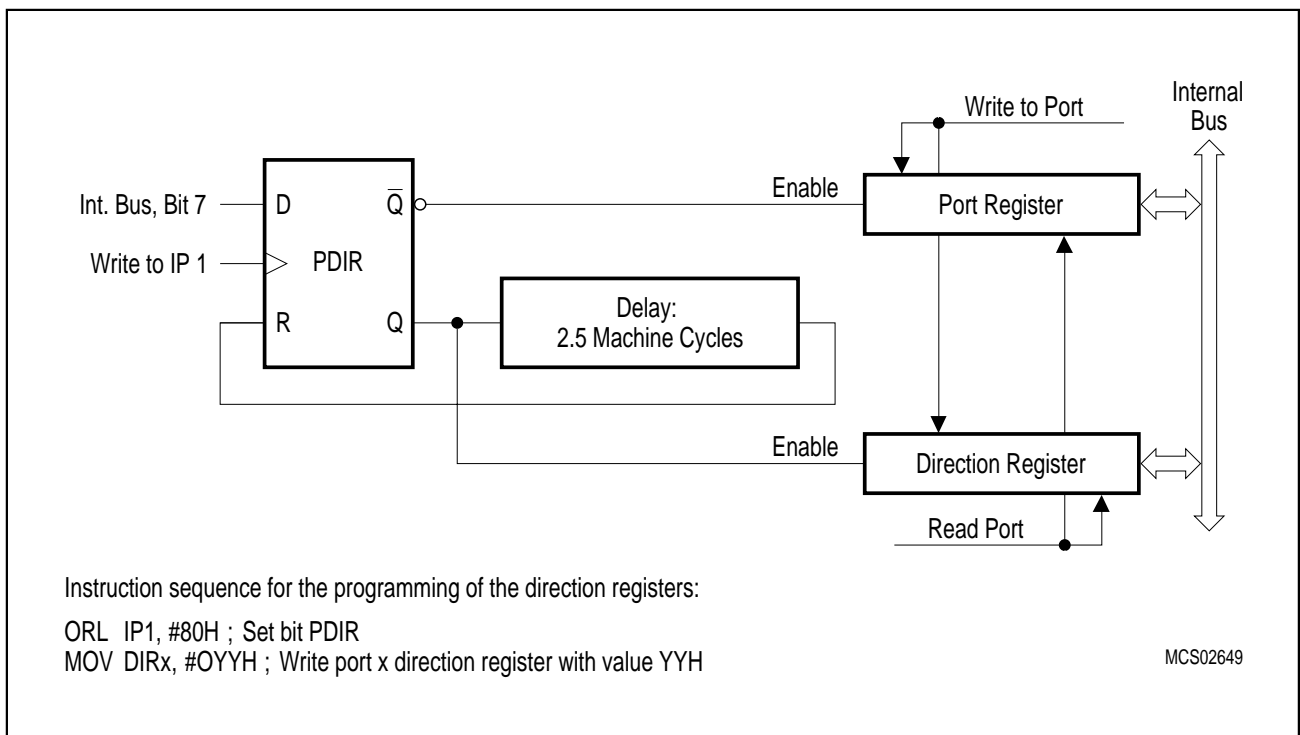 Write to Port
Internal
Bus
Int. Bus, Bit 7
D
Q
Enable
Port Register
Write to IP 1
PDIR
R
Q
Delay:
2.5 Machine Cycles
Enable
Direction Register
Read Port
Instruction sequence for the programming of the direction registers:
ORL IP1, #80H ; Set bit PDIR
MOV DIRx, #OYYH ; Write port x direction register with value YYH
MCS02649